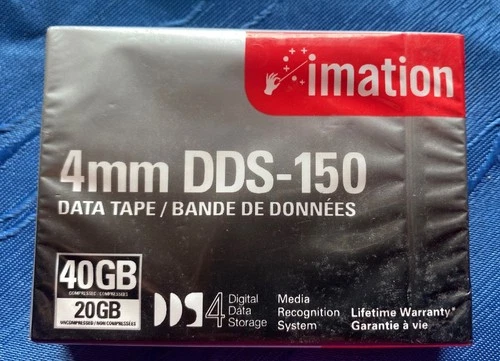 imation
4mm DDS-150
DATA TAPE / BANDE DE DONNÉES
40GB
COMPRESSED / COMPRESSÉES
20GB
UNCOMPRESSED / NON COMPRESSÉES
DDS4
Digital
Data
Storage
Media
Recognition
System
Lifetime Warranty*
Garantie à vie